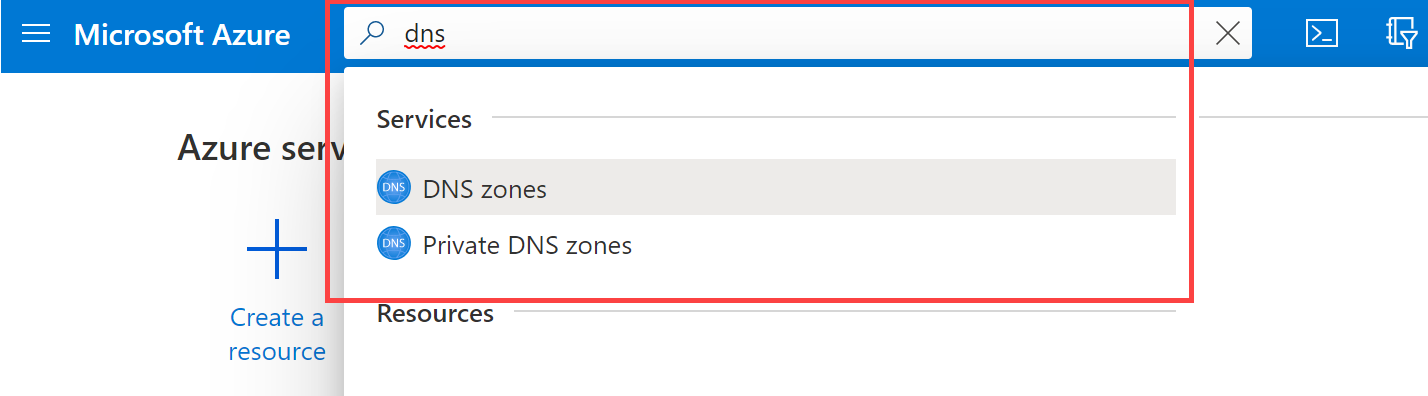 Microsoft Azure
dns
Services
Azure serv
DNS DNS zones
DNS Private DNS zones
Resources
Create a
resource